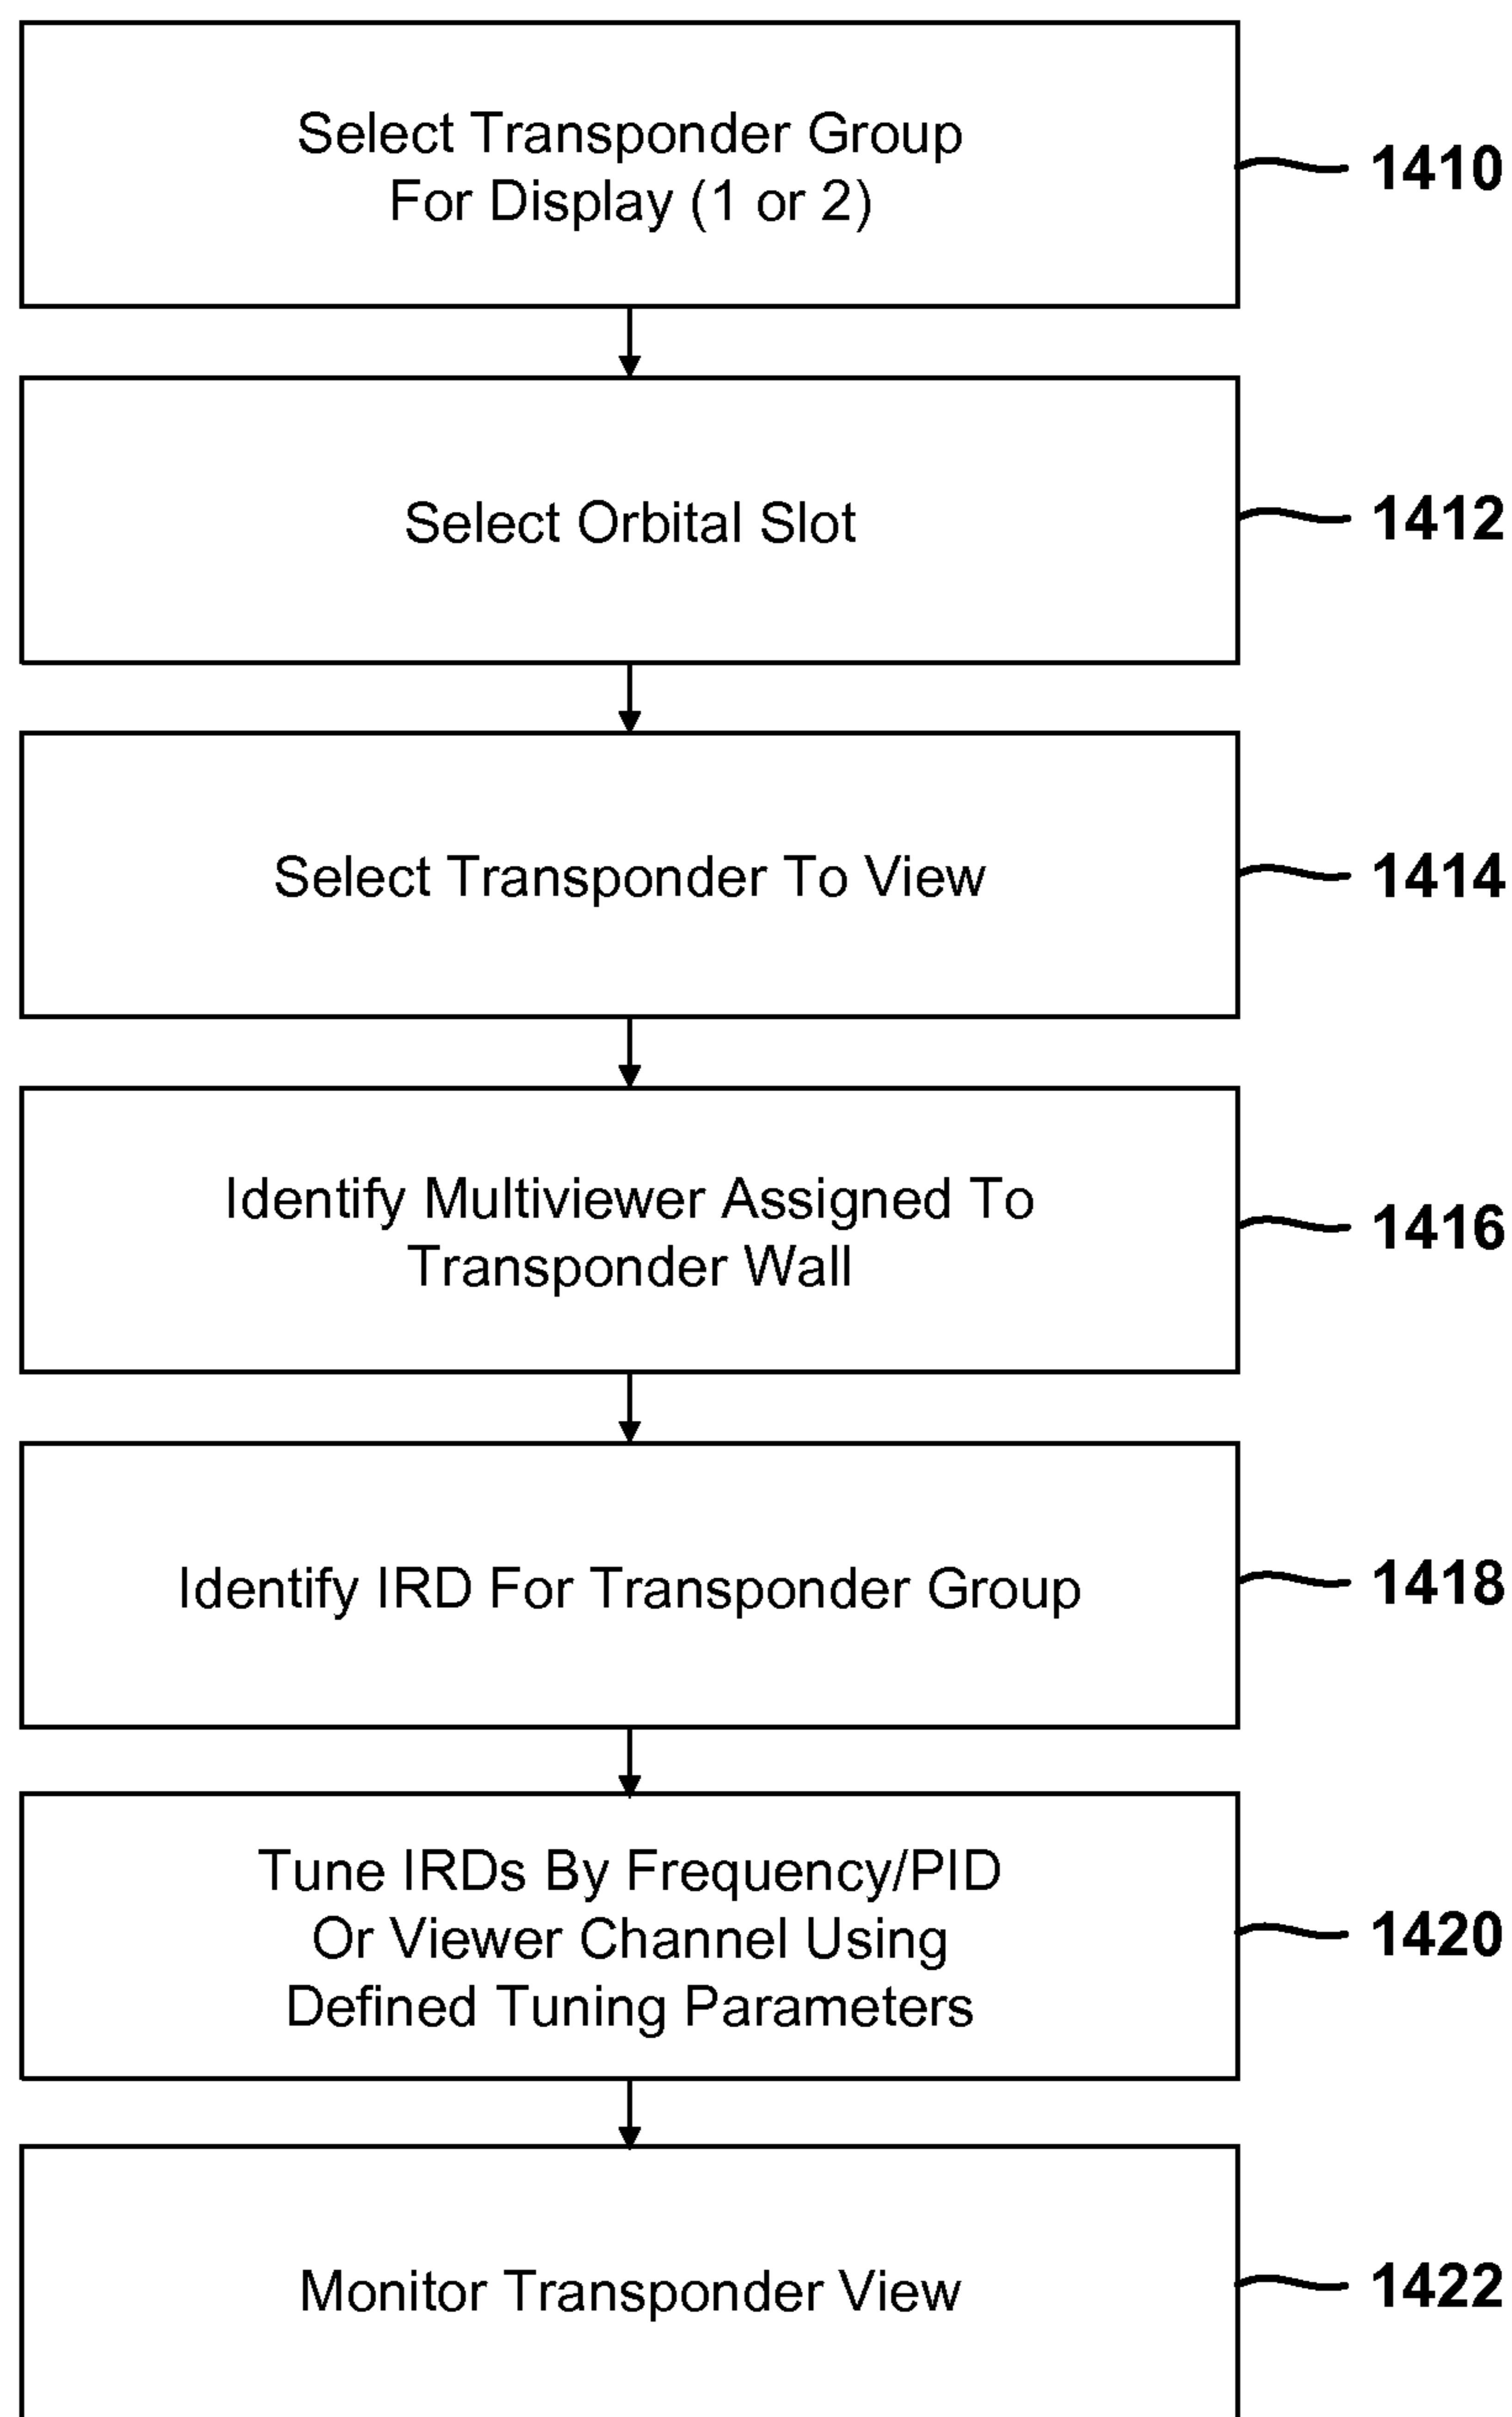 Select Transponder Group
For Display (1 or 2)
1410
Select Orbital Slot
1412
Select Transponder To View
1414
Identify Multiviewer Assigned To
Transponder Wall
1416
Identify IRD For Transponder Group
1418
Tune IRDs By Frequency/PID
Or Viewer Channel Using
Defined Tuning Parameters
1420
Monitor Transponder View
1422